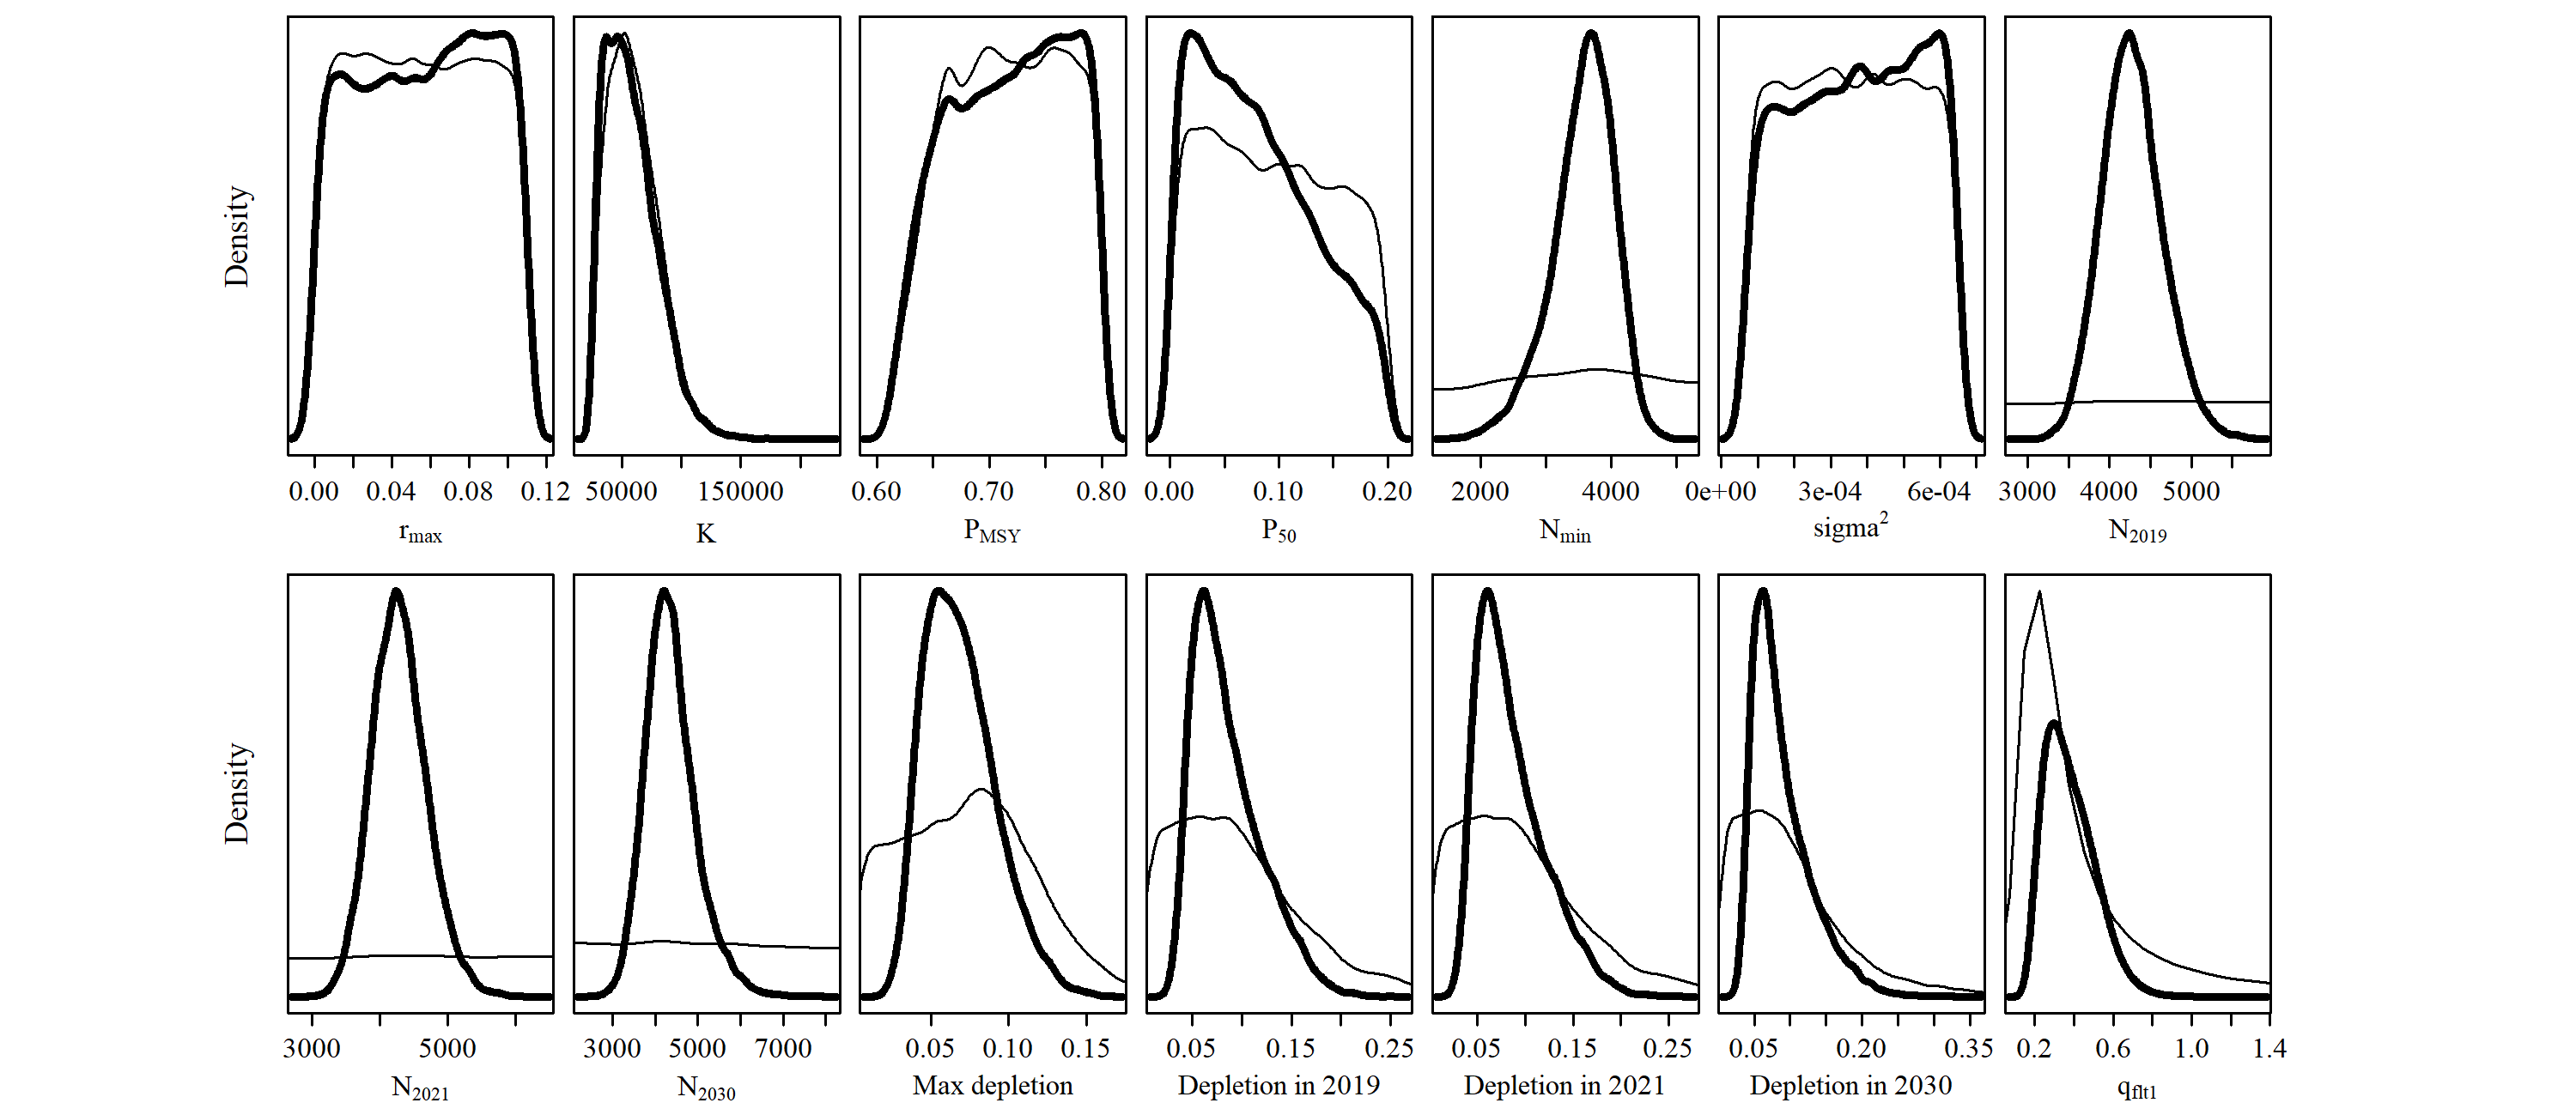 Density
0.00 0.04 0.08 0.12 50000 150000 0.60 0.70 0.80 0.00 0.10 0.20 2000 4000 0e+00 3e-04 6e-04 3000 4000 5000
rmax K PMSY P50 Nmin sigma2 N2019
Density
3000 5000 3000 5000 7000 0.05 0.10 0.15 0.05 0.15 0.25 0.05 0.15 0.25 0.05 0.20 0.35 0.2 0.6 1.0 1.4
N2021 N2030 Max depletion Depletion in 2019 Depletion in 2021 Depletion in 2030 qflt1